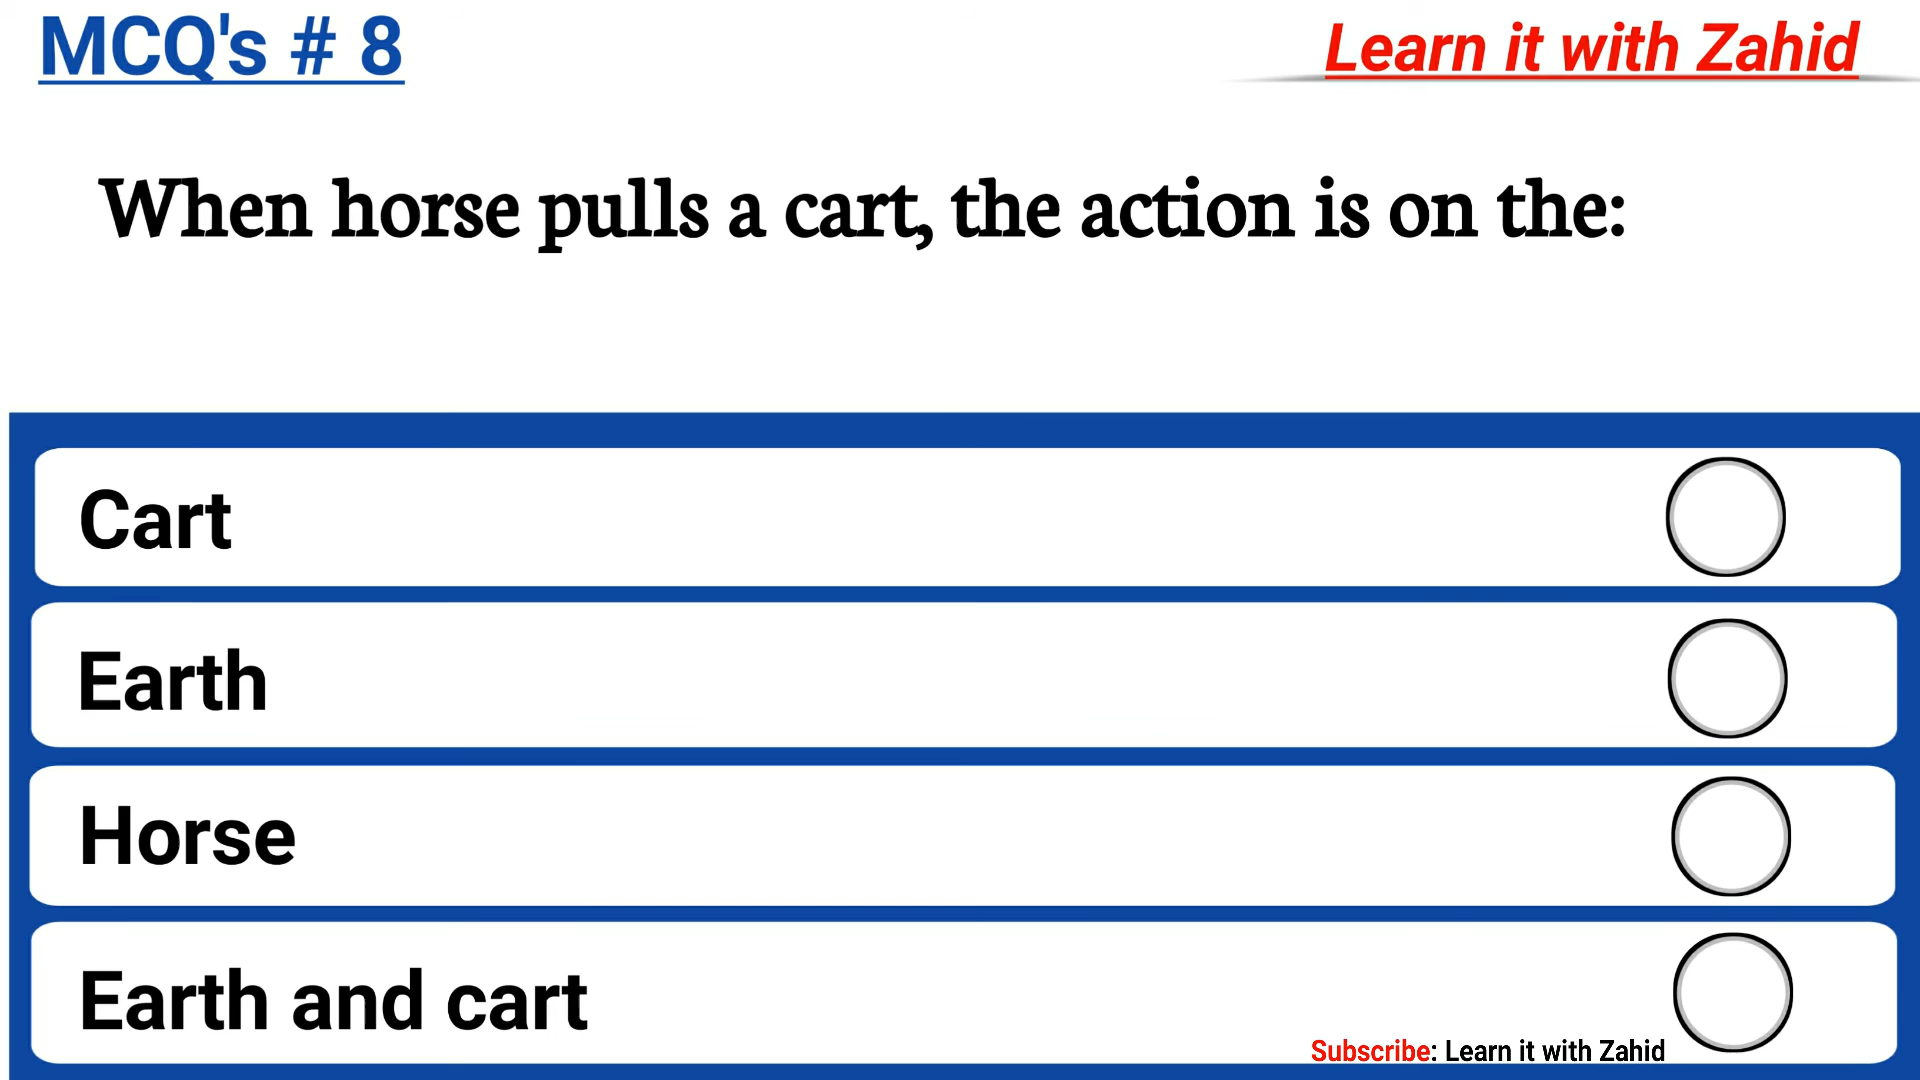 MCQ's # 8
Learn it with Zahid
When horse pulls a cart, the action is on the:
Cart
Earth
Horse
Earth and cart
Subscribe: Learn it with Zahid